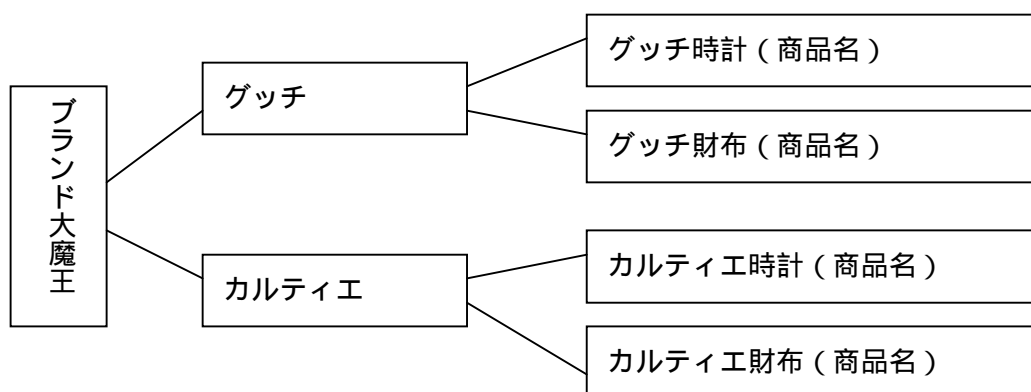 ブランド大魔王
グッチ
グッチ時計（商品名）
グッチ財布（商品名）
カルティエ
カルティエ時計（商品名）
カルティエ財布（商品名）